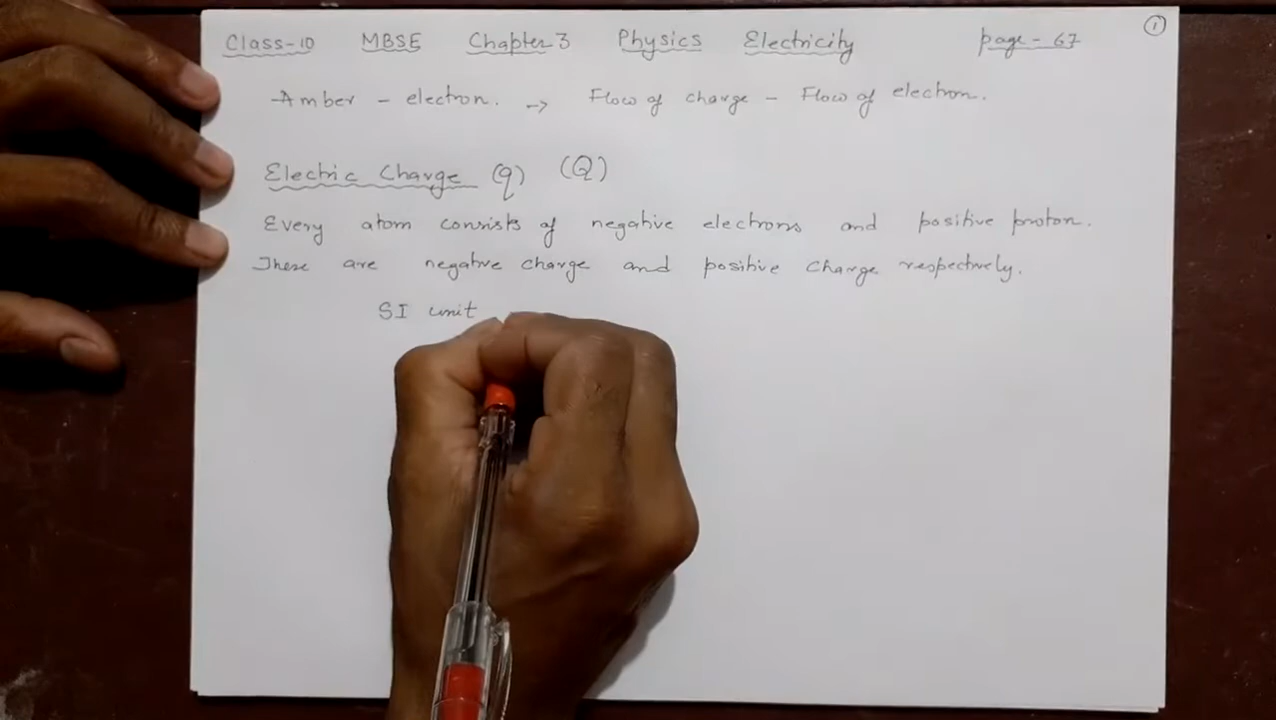 Class-10 MBSE Chapter 3 Physics Electricity page - 67 1
Amber - electron. → Flow of charge - Flow of electron.
Electric Charge (q) (Q)
Every atom consists of negative electrons and positive proton.
These are negative charge and positive charge respectively.
SI unit